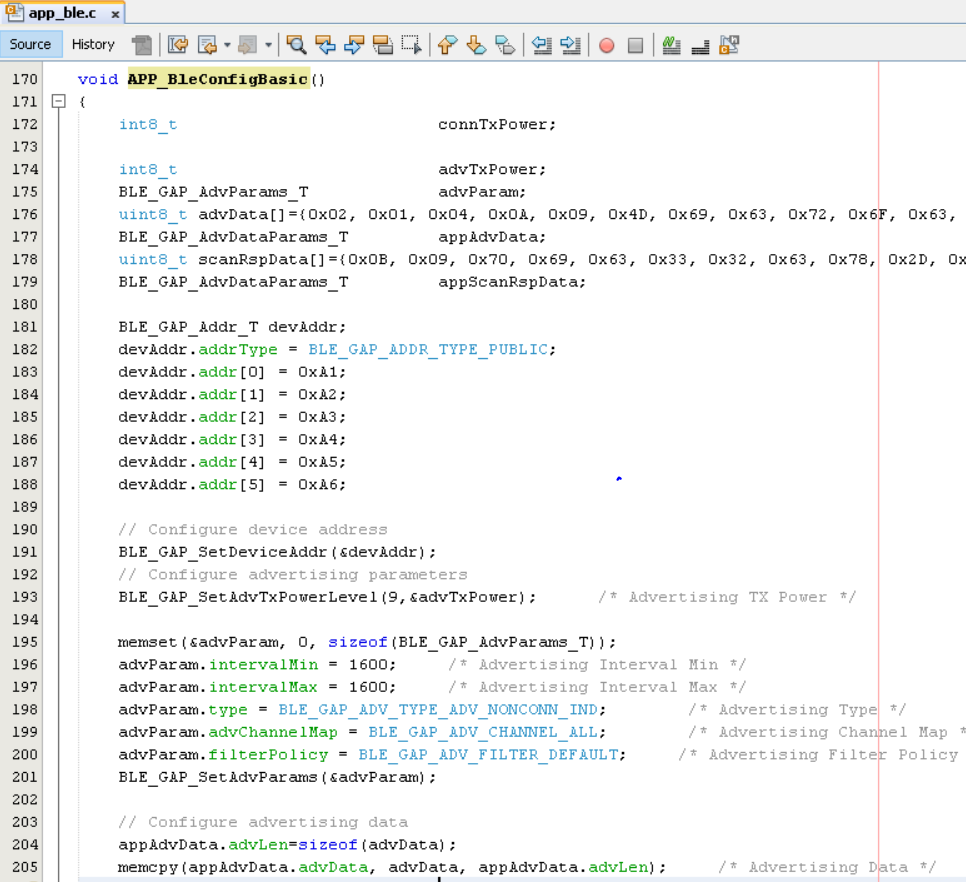 app_ble.c x
Source History
170 void APP_BleConfigBasic()
171 {
172 int8_t connTxPower;
173
174 int8_t advTxPower;
175 BLE_GAP_AdvParams_T advParam;
176 uint8_t advData[]={0x02, 0x01, 0x04, 0x0A, 0x09, 0x4D, 0x69, 0x63, 0x72, 0x6F, 0x63,
177 BLE_GAP_AdvDataParams_T appAdvData;
178 uint8_t scanRspData[]={0x0B, 0x09, 0x70, 0x69, 0x63, 0x33, 0x32, 0x63, 0x78, 0x2D, 0x
179 BLE_GAP_AdvDataParams_T appScanRspData;
180
181 BLE_GAP_Addr_T devAddr;
182 devAddr.addrType = BLE_GAP_ADDR_TYPE_PUBLIC;
183 devAddr.addr[0] = 0xA1;
184 devAddr.addr[1] = 0xA2;
185 devAddr.addr[2] = 0xA3;
186 devAddr.addr[3] = 0xA4;
187 devAddr.addr[4] = 0xA5;
188 devAddr.addr[5] = 0xA6;
189
190 // Configure device address
191 BLE_GAP_SetDeviceAddr(&devAddr);
192 // Configure advertising parameters
193 BLE_GAP_SetAdvTxPowerLevel(9,&advTxPower); /* Advertising TX Power */
194
195 memset(&advParam, 0, sizeof(BLE_GAP_AdvParams_T));
196 advParam.intervalMin = 1600; /* Advertising Interval Min */
197 advParam.intervalMax = 1600; /* Advertising Interval Max */
198 advParam.type = BLE_GAP_ADV_TYPE_ADV_NONCONN_IND; /* Advertising Type */
199 advParam.advChannelMap = BLE_GAP_ADV_CHANNEL_ALL; /* Advertising Channel Map *
200 advParam.filterPolicy = BLE_GAP_ADV_FILTER_DEFAULT; /* Advertising Filter Policy
201 BLE_GAP_SetAdvParams(&advParam);
202
203 // Configure advertising data
204 appAdvData.advLen=sizeof(advData);
205 memcpy(appAdvData.advData, advData, appAdvData.advLen); /* Advertising Data */